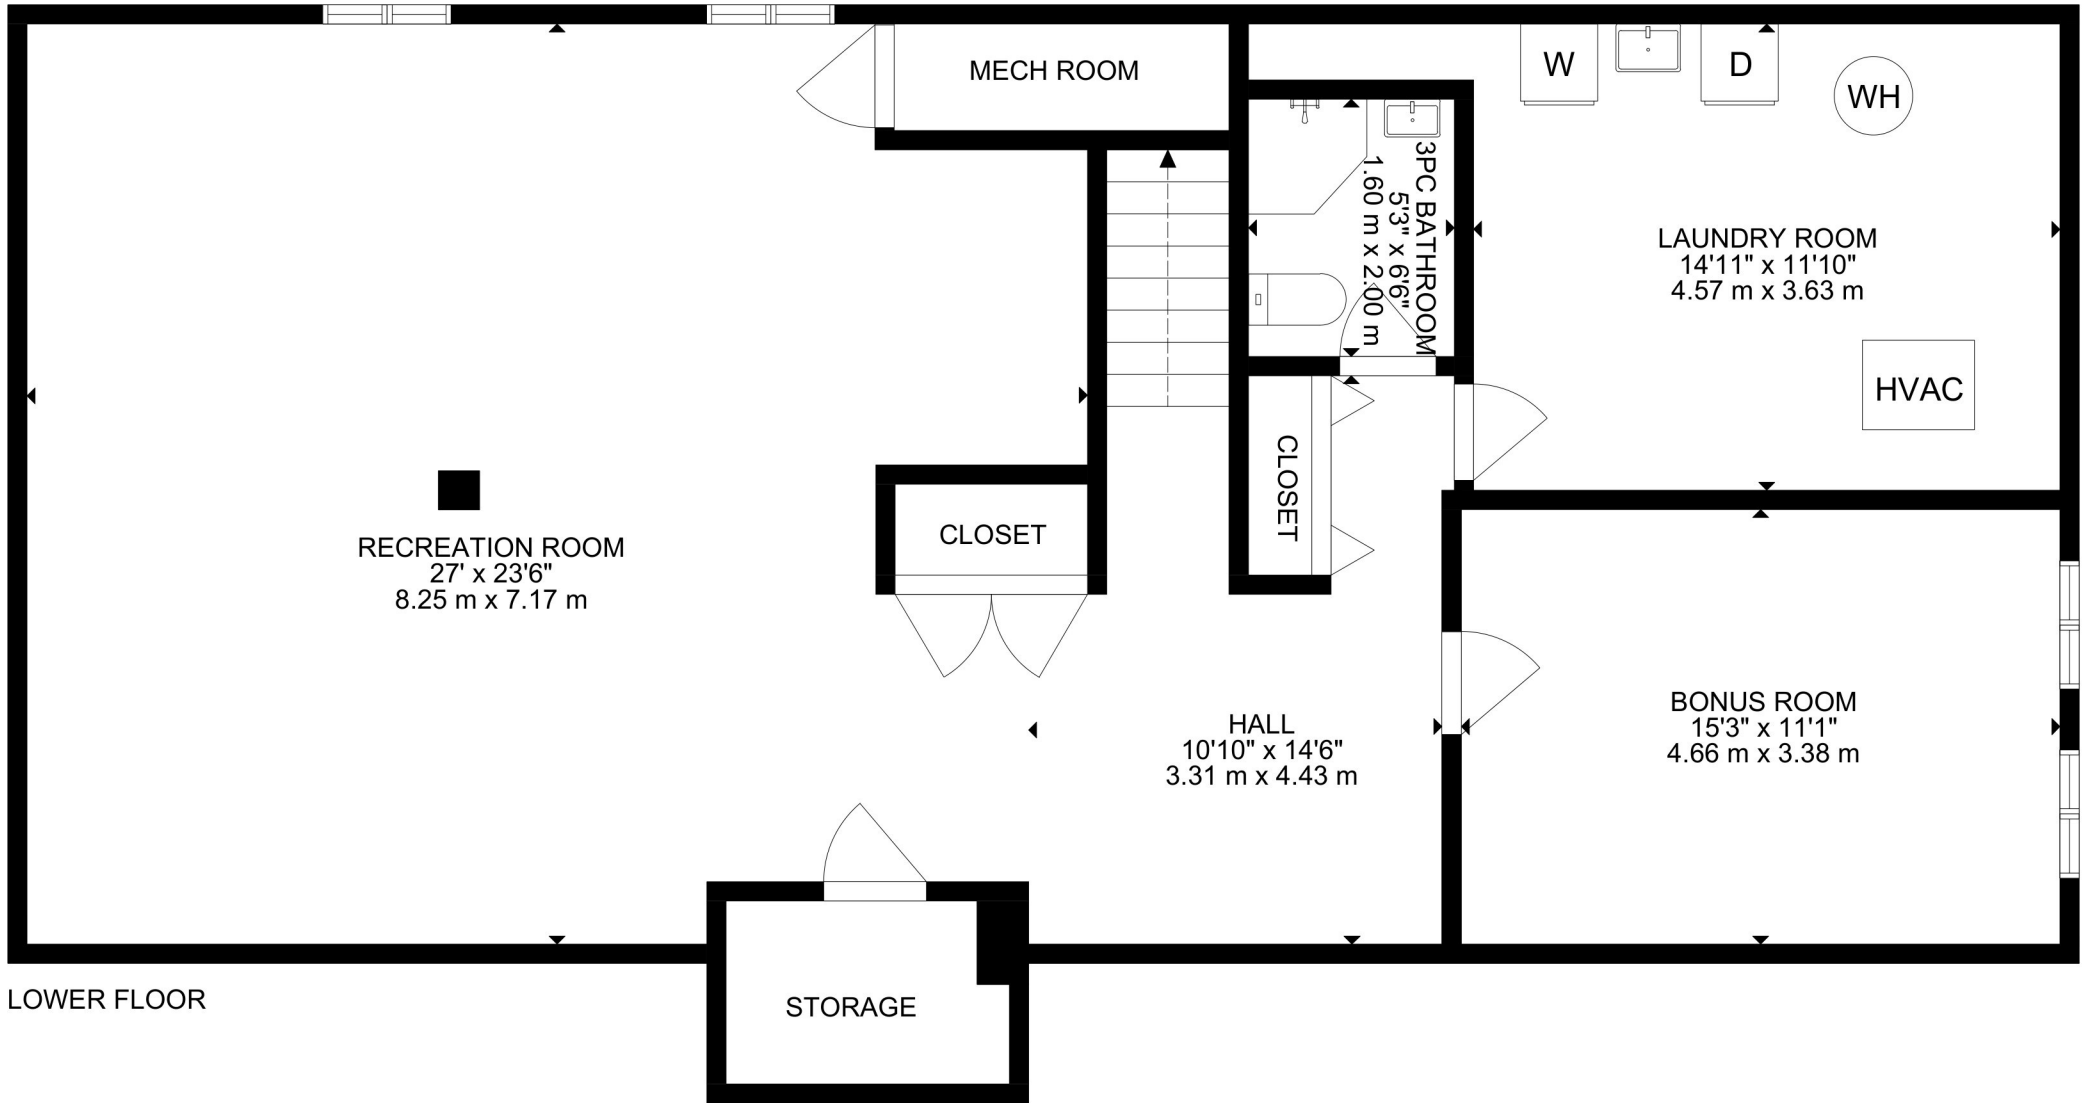 MECH ROOM
W
D
WH
3PC BATHROOM
5'3" x 6'6"
1.60 m x 2.00 m
LAUNDRY ROOM
14'11" x 11'10"
4.57 m x 3.63 m
HVAC
CLOSET
CLOSET
RECREATION ROOM
27' x 23'6"
8.25 m x 7.17 m
HALL
10'10" x 14'6"
3.31 m x 4.43 m
BONUS ROOM
15'3" x 11'1"
4.66 m x 3.38 m
STORAGE
LOWER FLOOR